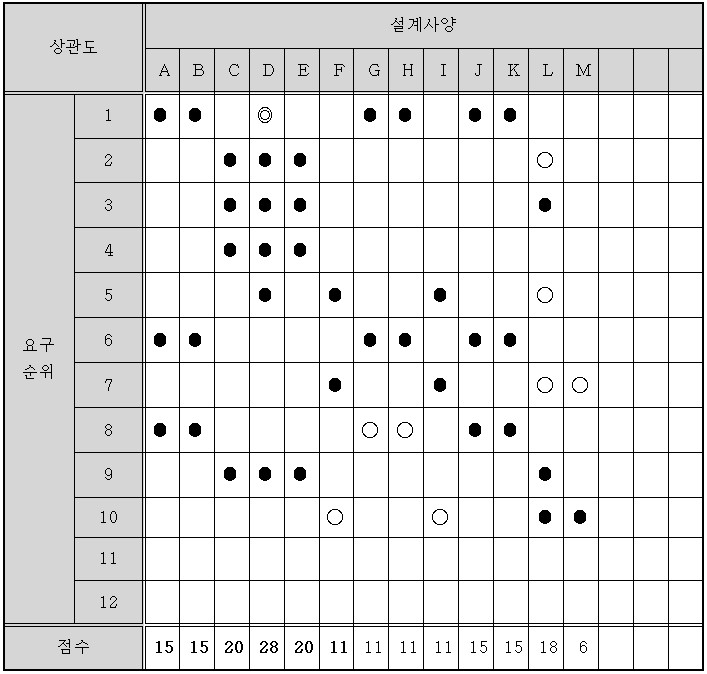 상관도 설계사양
A B C D E F G H I J K L M
요구
순위
1 ● ● ◎ ● ● ● ●
2 ● ● ● ○
3 ● ● ● ●
4 ● ● ●
5 ● ● ● ○
6 ● ● ● ● ● ●
7 ● ● ○ ○
8 ● ● ○ ○ ● ●
9 ● ● ● ●
10 ○ ○ ● ●
11
12
점수 15 15 20 28 20 11 11 11 11 15 15 18 6